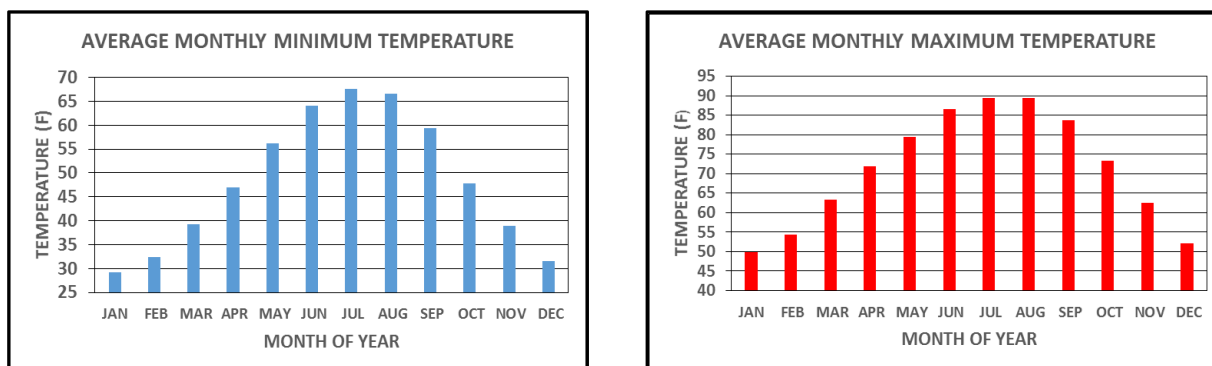 AVERAGE MONTHLY MINIMUM TEMPERATURE
TEMPERATURE (F)
70
65
60
55
50
45
40
35
30
25
JAN FEB MAR APR MAY JUN JUL AUG SEP OCT NOV DEC
MONTH OF YEAR
AVERAGE MONTHLY MAXIMUM TEMPERATURE
TEMPERATURE (F)
95
90
85
80
75
70
65
60
55
50
45
40
JAN FEB MAR APR MAY JUN JUL AUG SEP OCT NOV DEC
MONTH OF YEAR